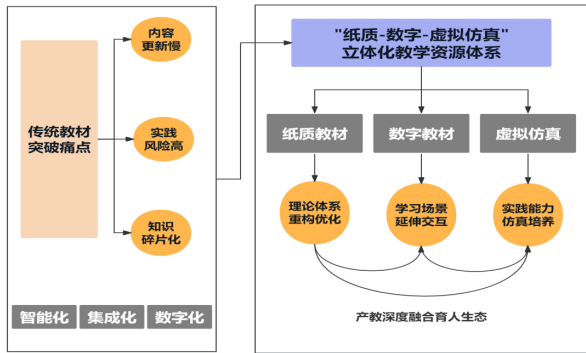 传统教材
突破痛点
内容
更新慢
实践
风险高
知识
碎片化
智能化
集成化
数字化
"纸质-数字-虚拟仿真"
立体化教学资源体系
纸质教材
数字教材
虚拟仿真
理论体系
重构优化
学习场景
延伸交互
实践能力
仿真培养
产教深度融合育人生态